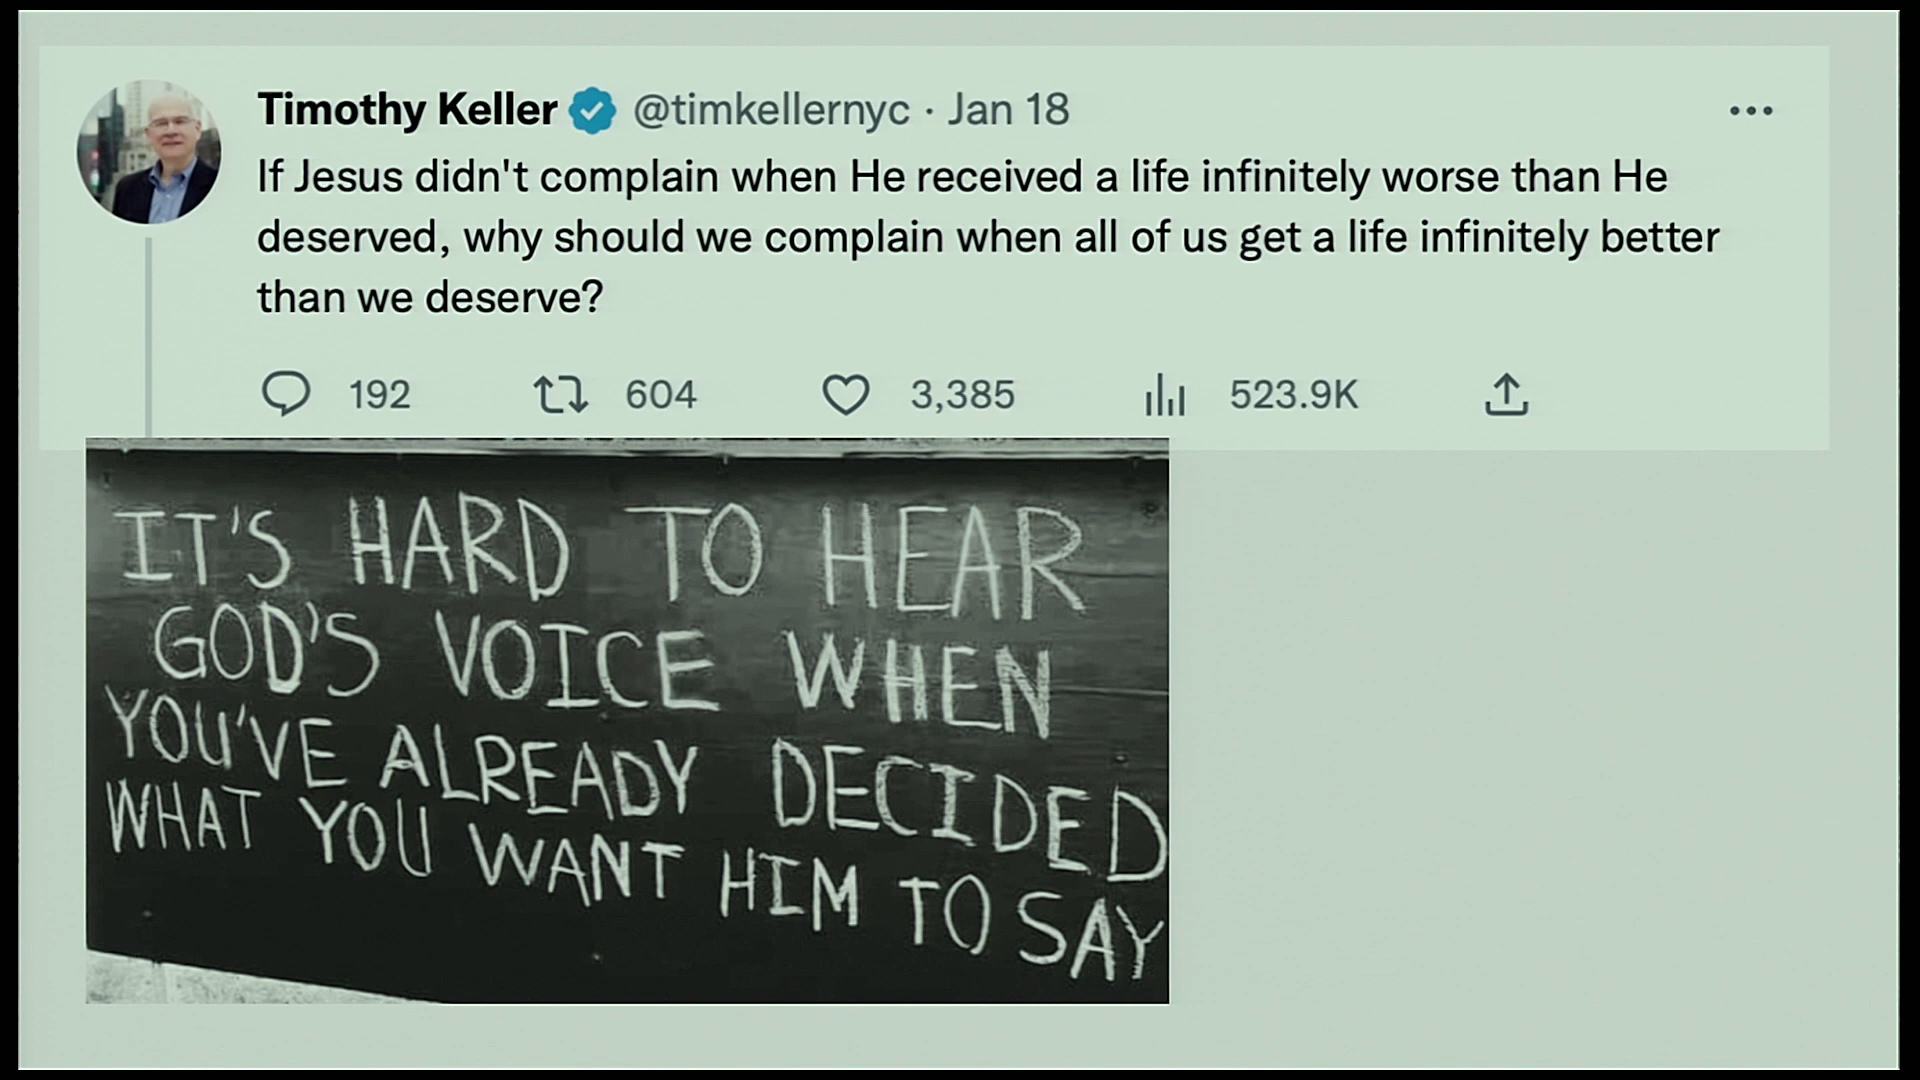 Timothy Keller @timkellernyc · Jan 18
If Jesus didn't complain when He received a life infinitely worse than He
deserved, why should we complain when all of us get a life infinitely better
than we deserve?
192 604 3,385 523.9K
IT'S HARD TO HEAR
GOD'S VOICE WHEN
YOU'VE ALREADY DECIDED
WHAT YOU WANT HIM TO SAY